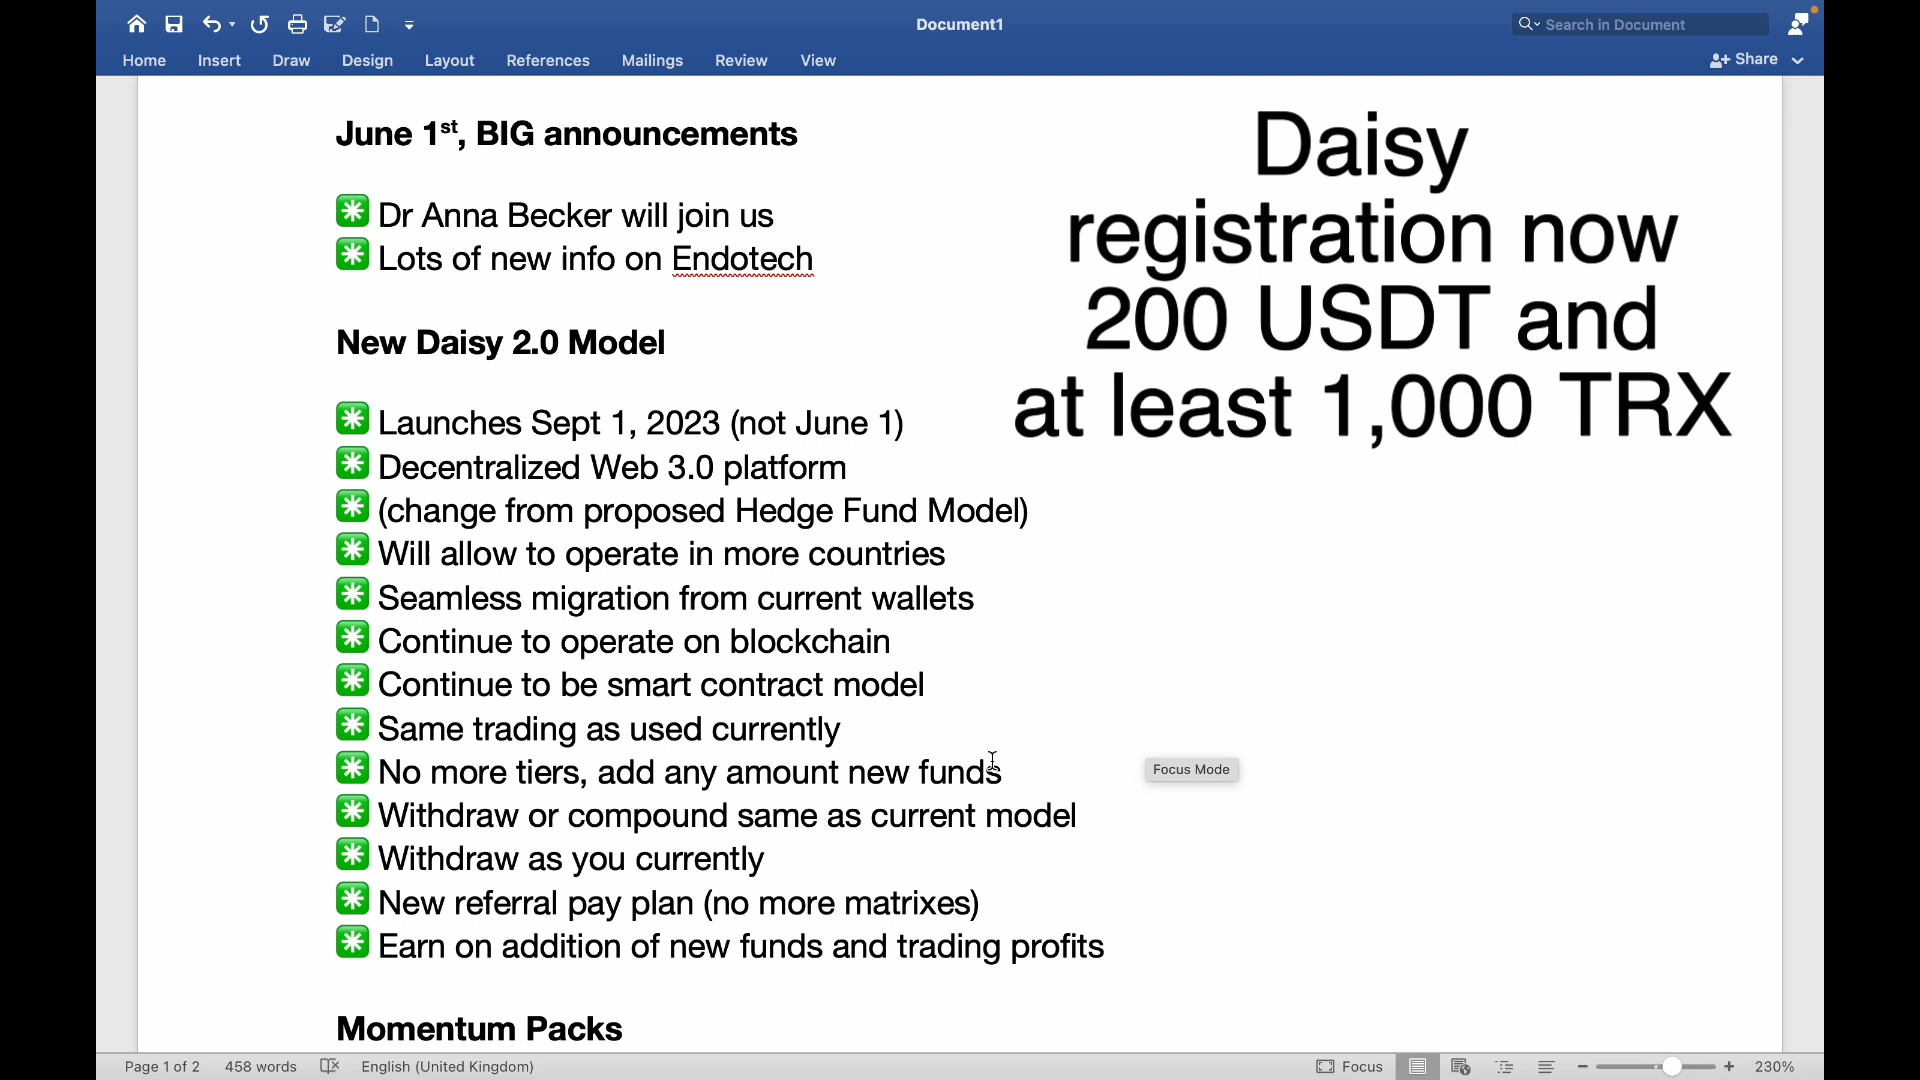 Document1
Search in Document
Home Insert Draw Design Layout References Mailings Review View
Share
June 1st, BIG announcements
Dr Anna Becker will join us
Lots of new info on Endotech
New Daisy 2.0 Model
Launches Sept 1, 2023 (not June 1)
Decentralized Web 3.0 platform
(change from proposed Hedge Fund Model)
Will allow to operate in more countries
Seamless migration from current wallets
Continue to operate on blockchain
Continue to be smart contract model
Same trading as used currently
No more tiers, add any amount new funds
Withdraw or compound same as current model
Withdraw as you currently
New referral pay plan (no more matrixes)
Earn on addition of new funds and trading profits
Momentum Packs
Daisy
registration now
200 USDT and
at least 1,000 TRX
Focus Mode
Page 1 of 2 458 words English (United Kingdom) Focus 230%